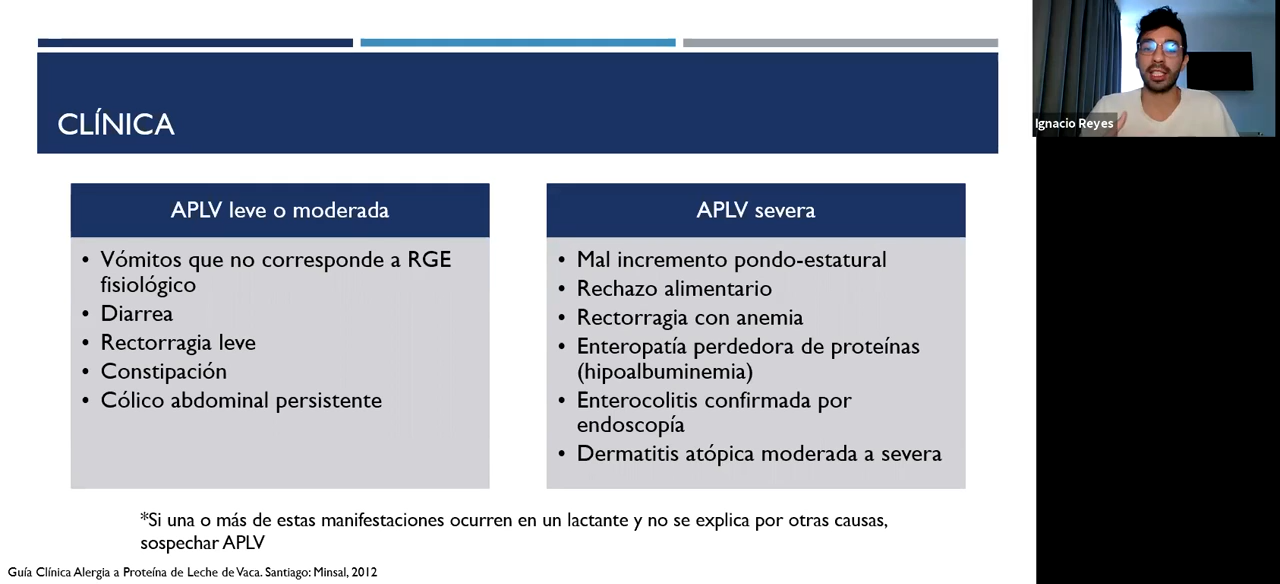 CLÍNICA
APLV leve o moderada
• Vómitos que no corresponde a RGE
fisiológico
• Diarrea
• Rectorragia leve
• Constipación
• Cólico abdominal persistente
APLV severa
• Mal incremento pondo-estatural
• Rechazo alimentario
• Rectorragia con anemia
• Enteropatía perdedora de proteínas
(hipoalbuminemia)
• Enterocolitis confirmada por
endoscopía
• Dermatitis atópica moderada a severa
*Si una o más de estas manifestaciones ocurren en un lactante y no se explica por otras causas,
sospechar APLV
Guía Clínica Alergia a Proteína de Leche de Vaca. Santiago: Minsal, 2012
Ignacio Reyes